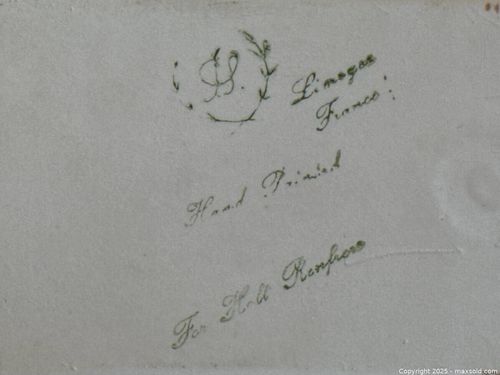 H.
Limoges
France
Hand Painted
For Holt Renfrew
Copyright 2025 - maxsold.com